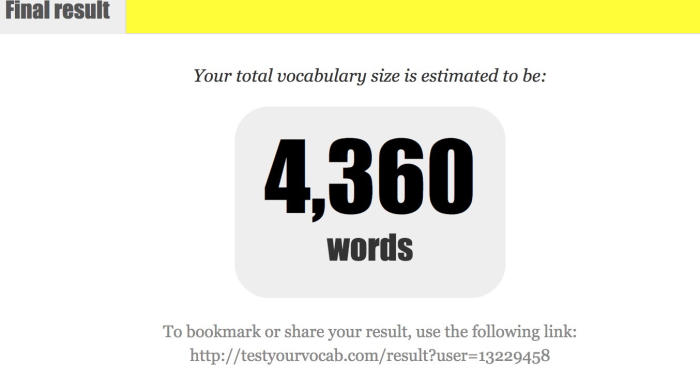 Final result
Your total vocabulary size is estimated to be:
4,360
words
To bookmark or share your result, use the following link:
http://testyourvocab.com/result?user=13229458